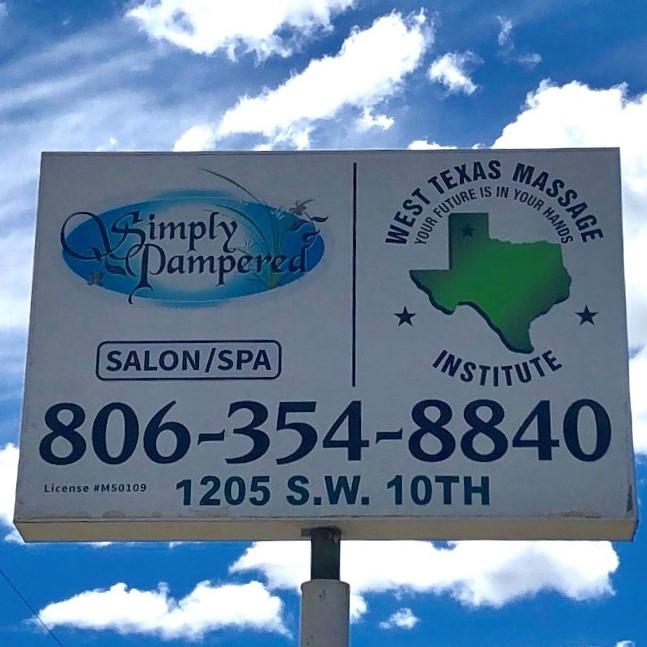 Simply
Pampered
SALON/SPA
WEST TEXAS MASSAGE
YOUR FUTURE IS IN YOUR HANDS
INSTITUTE
806-354-8840
License #M50109
1205 S.W. 10TH